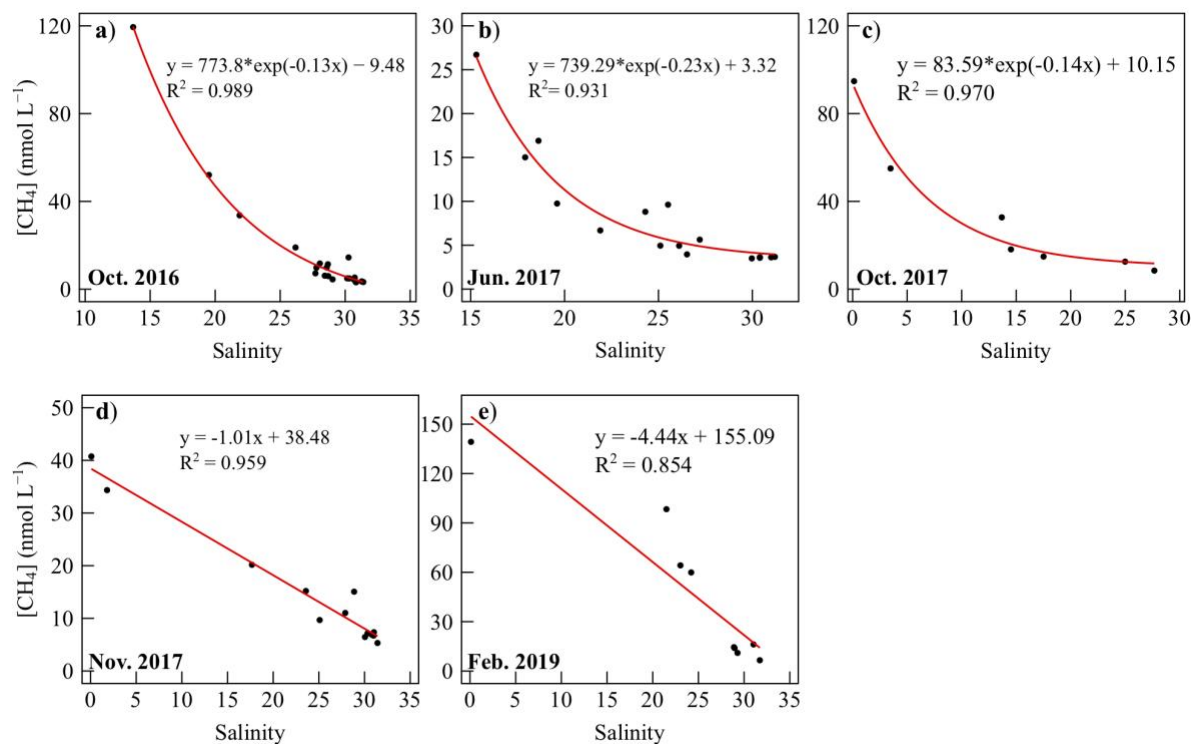 a)
y = 773.8*exp(-0.13x) − 9.48
R² = 0.989
Oct. 2016
[CH₄] (nmol L⁻¹)
120
80
40
0
10 15 20 25 30 35
Salinity
b)
y = 739.29*exp(-0.23x) + 3.32
R²= 0.931
Jun. 2017
30
25
20
15
10
5
0
15 20 25 30
Salinity
c)
y = 83.59*exp(-0.14x) + 10.15
R² = 0.970
Oct. 2017
120
80
40
0
0 5 10 15 20 25 30
Salinity
d)
y = -1.01x + 38.48
R² = 0.959
Nov. 2017
[CH₄] (nmol L⁻¹)
50
40
30
20
10
0
0 5 10 15 20 25 30 35
Salinity
e)
y = -4.44x + 155.09
R² = 0.854
Feb. 2019
150
120
90
60
30
0
0 5 10 15 20 25 30 35
Salinity